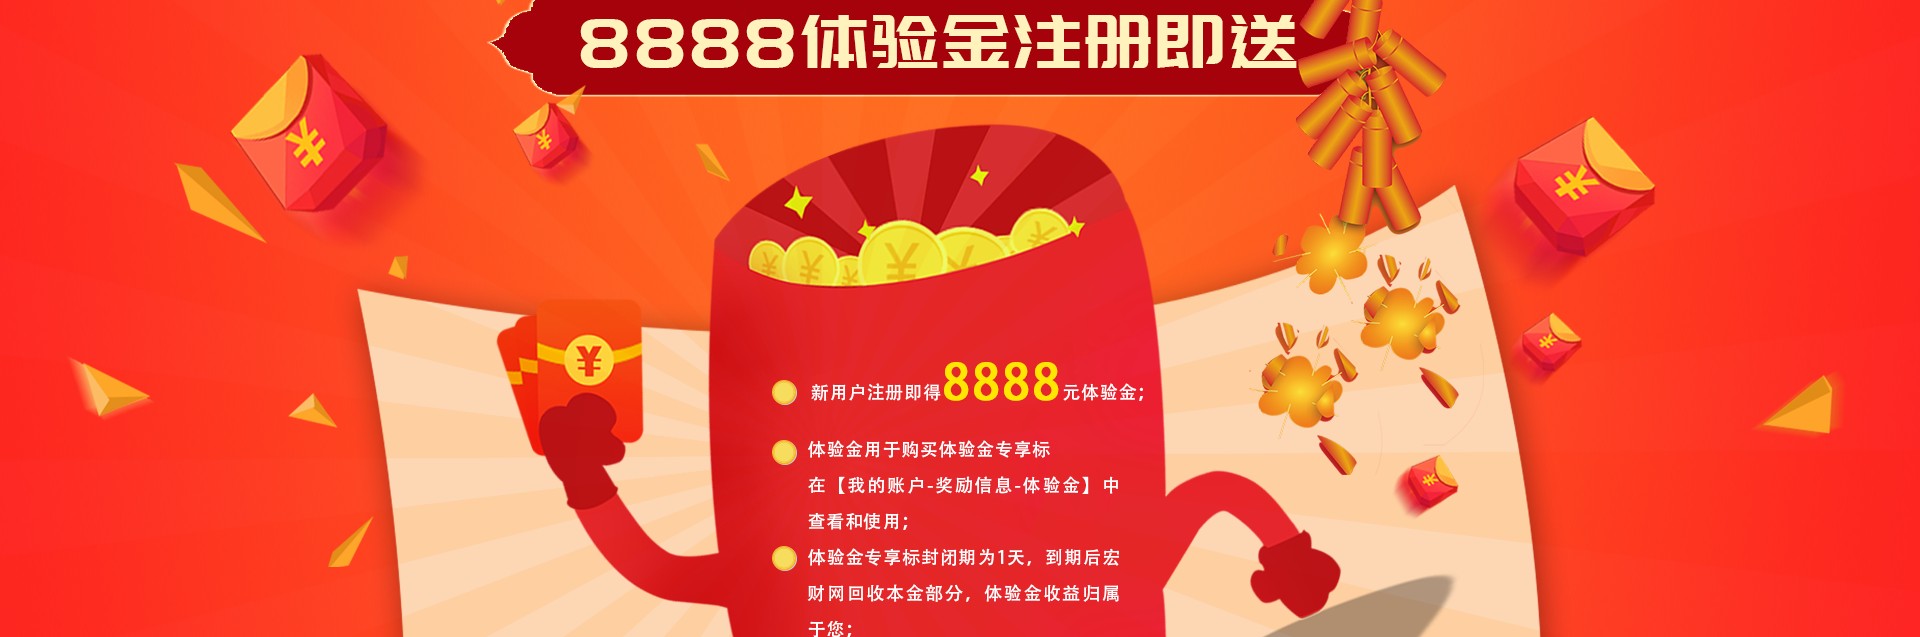 8888体验金注册即送
新用户注册即得8888元体验金；
体验金用于购买体验金专享标
在【我的账户-奖励信息-体验金】中
查看和使用；
体验金专享标封闭期为1天，到期后宏
财网回收本金部分，体验金收益归属
于您；